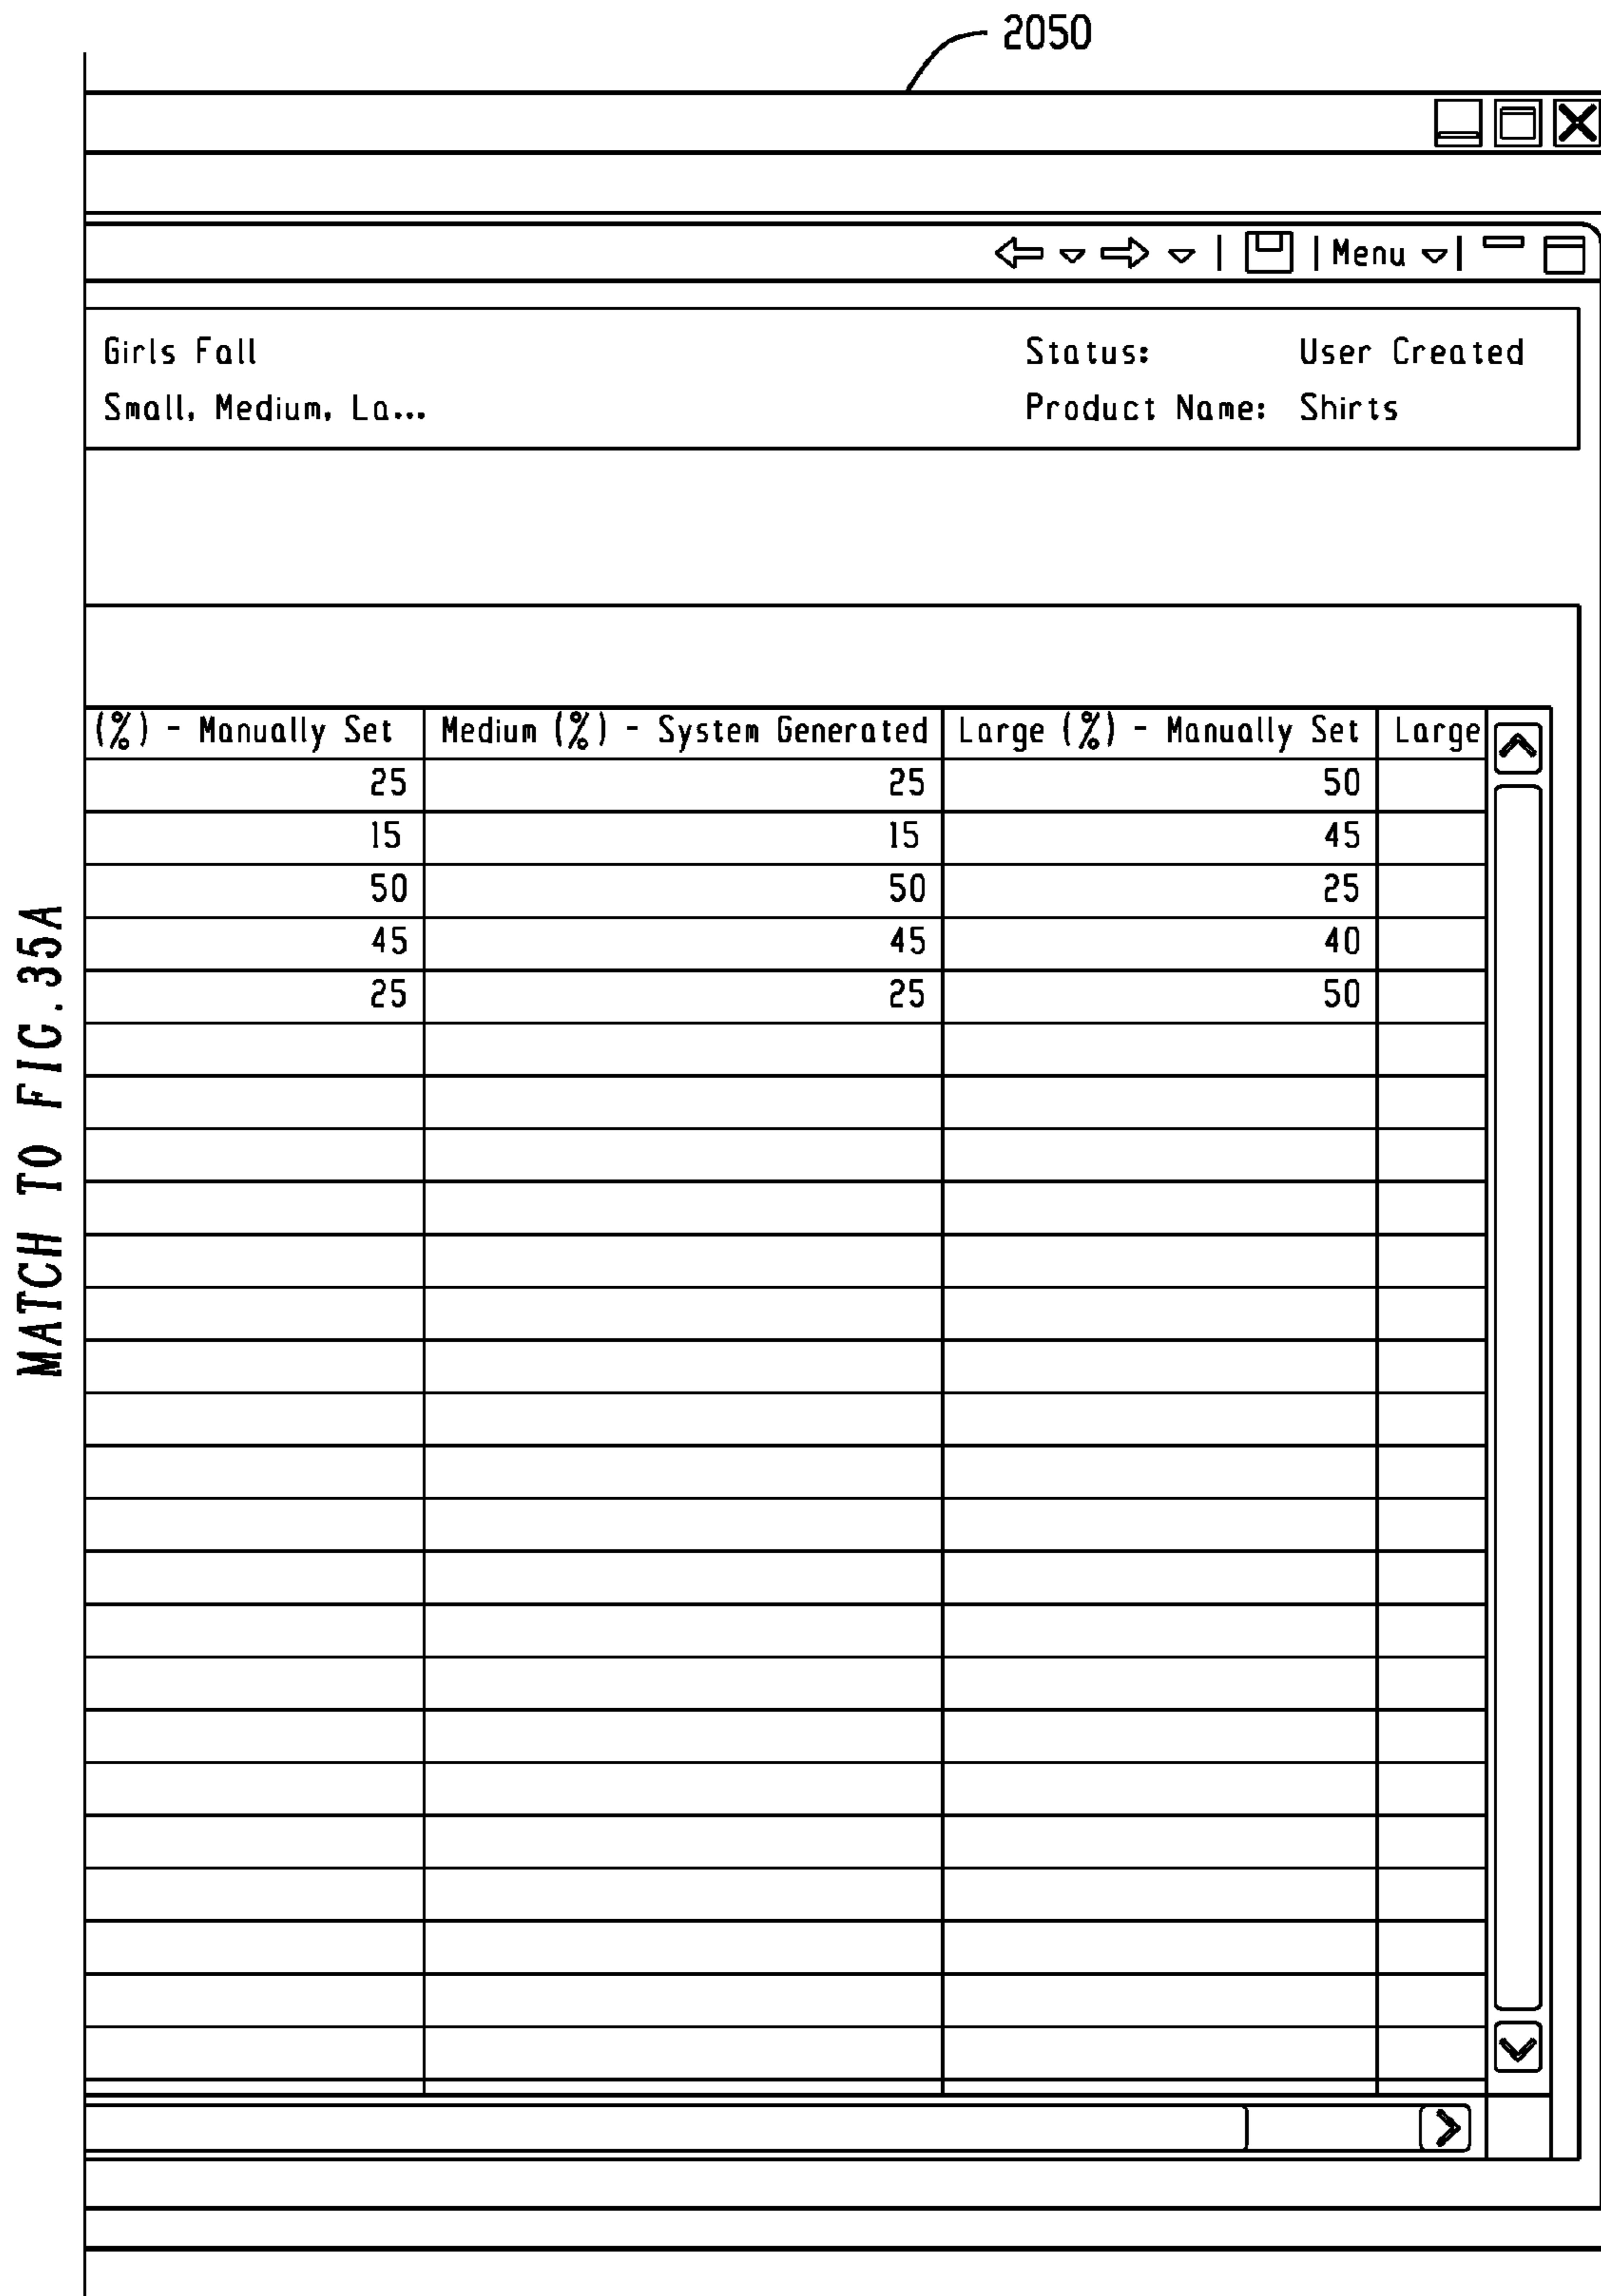 2050
Menu
Girls Fall Status: User Created
Small, Medium, La... Product Name: Shirts
(%) - Manually Set Medium (%) - System Generated Large (%) - Manually Set Large
25 25 50
15 15 45
50 50 25
45 45 40
25 25 50
MATCH TO FIG.35A